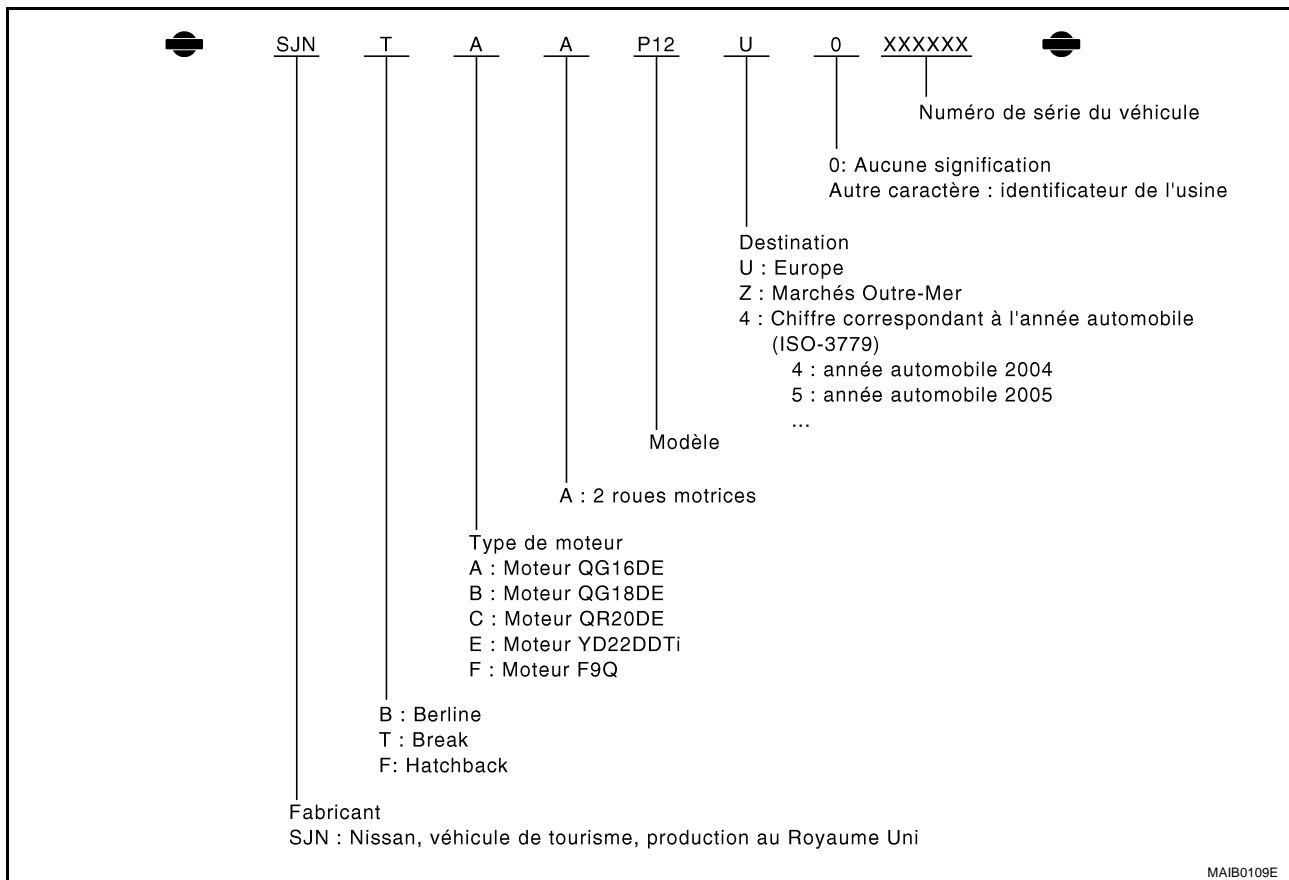 SJN T A A P12 U 0 XXXXXX
Numéro de série du véhicule
0: Aucune signification
Autre caractère : identificateur de l'usine
Destination
U : Europe
Z : Marchés Outre-Mer
4 : Chiffre correspondant à l'année automobile
(ISO-3779)
4 : année automobile 2004
5 : année automobile 2005
...
Modèle
A : 2 roues motrices
Type de moteur
A : Moteur QG16DE
B : Moteur QG18DE
C : Moteur QR20DE
E : Moteur YD22DDTi
F : Moteur F9Q
B : Berline
T : Break
F: Hatchback
Fabricant
SJN : Nissan, véhicule de tourisme, production au Royaume Uni
MAIB0109E